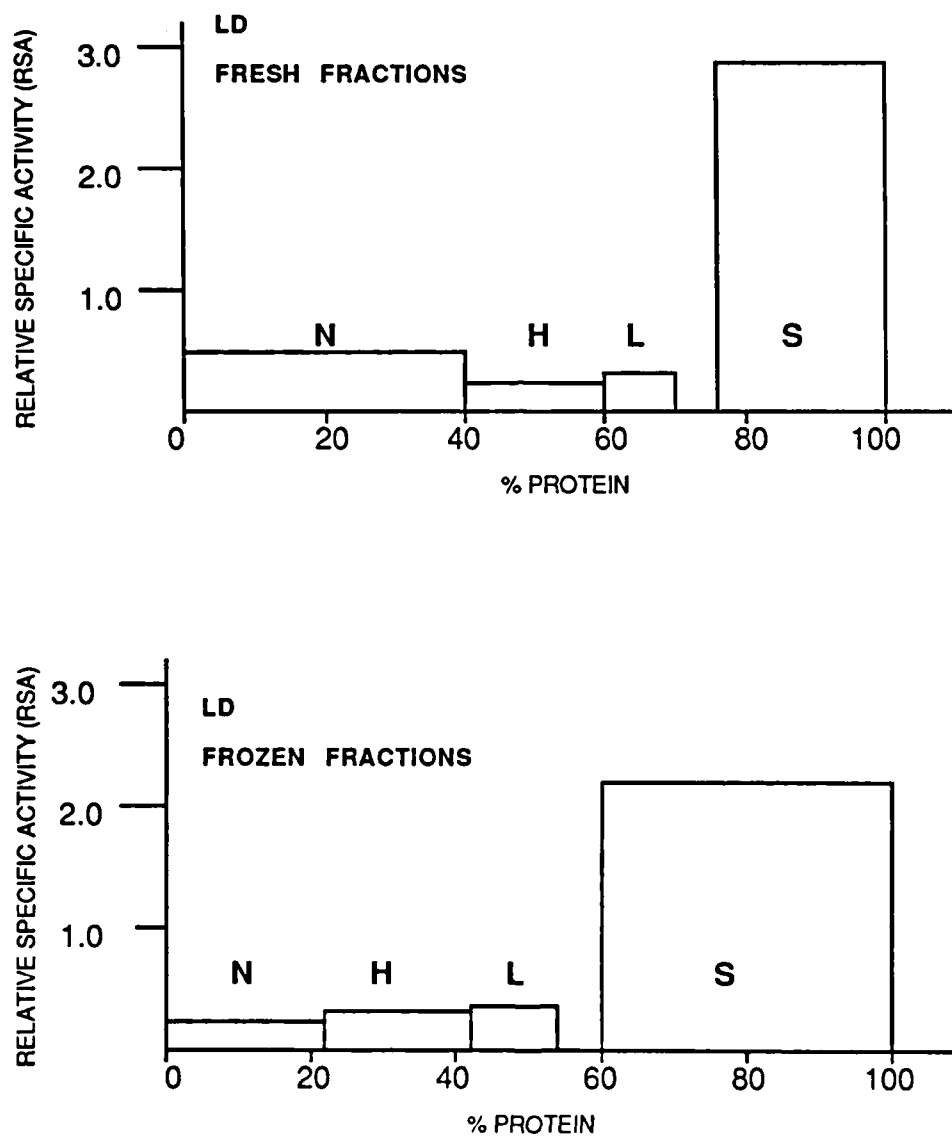 LD
FRESH FRACTIONS
RELATIVE SPECIFIC ACTIVITY (RSA)
3.0
2.0
1.0
N H L S
0 20 40 60 80 100
% PROTEIN
LD
FROZEN FRACTIONS
RELATIVE SPECIFIC ACTIVITY (RSA)
3.0
2.0
1.0
N H L S
0 20 40 60 80 100
% PROTEIN